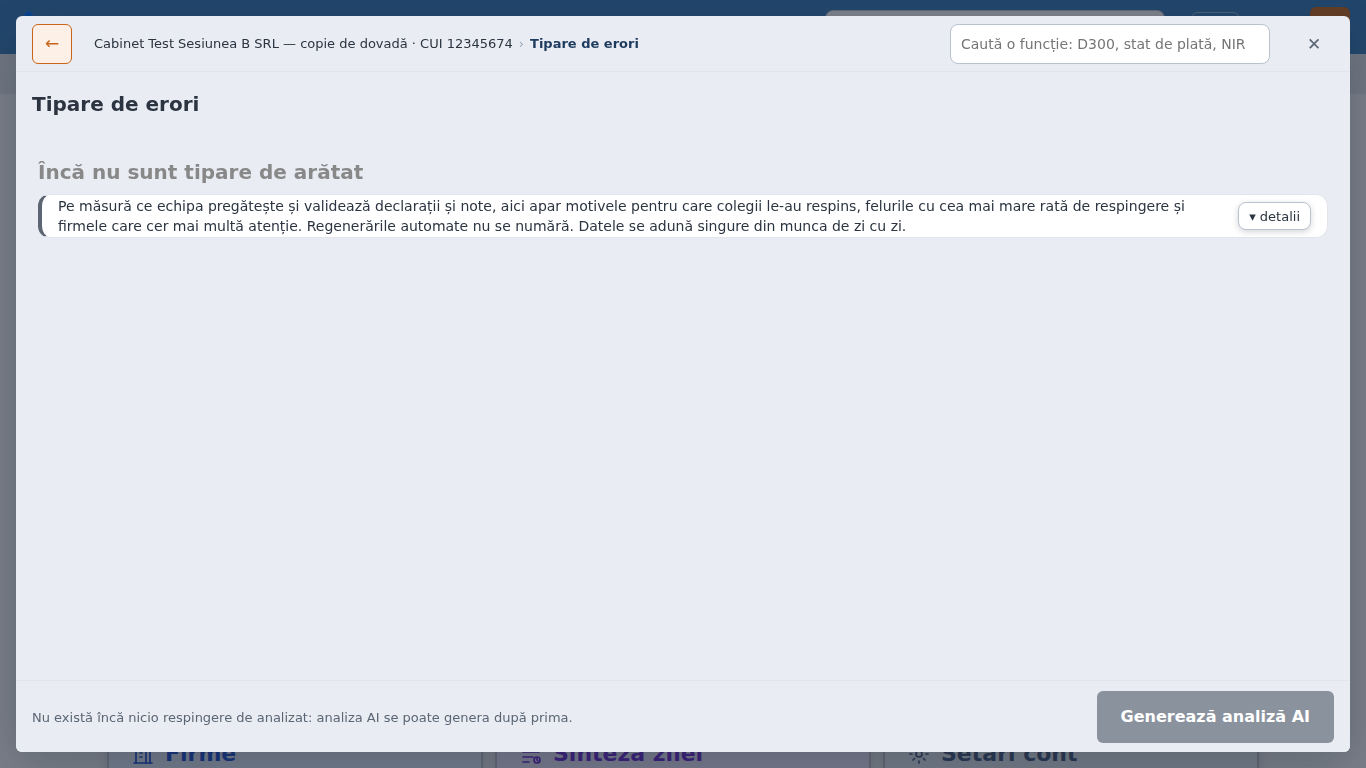 ←
Cabinet Test Sesiunea B SRL — copie de dovadă · CUI 12345674 › Tipare de erori
Caută o funcție: D300, stat de plată, NIR
✕
Tipare de erori
Încă nu sunt tipare de arătat
Pe măsură ce echipa pregătește și validează declarații și note, aici apar motivele pentru care colegii le-au respins, felurile cu cea mai mare rată de respingere și
firmele care cer mai multă atenție. Regenerările automate nu se numără. Datele se adună singure din munca de zi cu zi.
▾ detalii
Nu există încă nicio respingere de analizat: analiza AI se poate genera după prima.
Generează analiză AI
Firme
Sinteza zilei
Setări cont